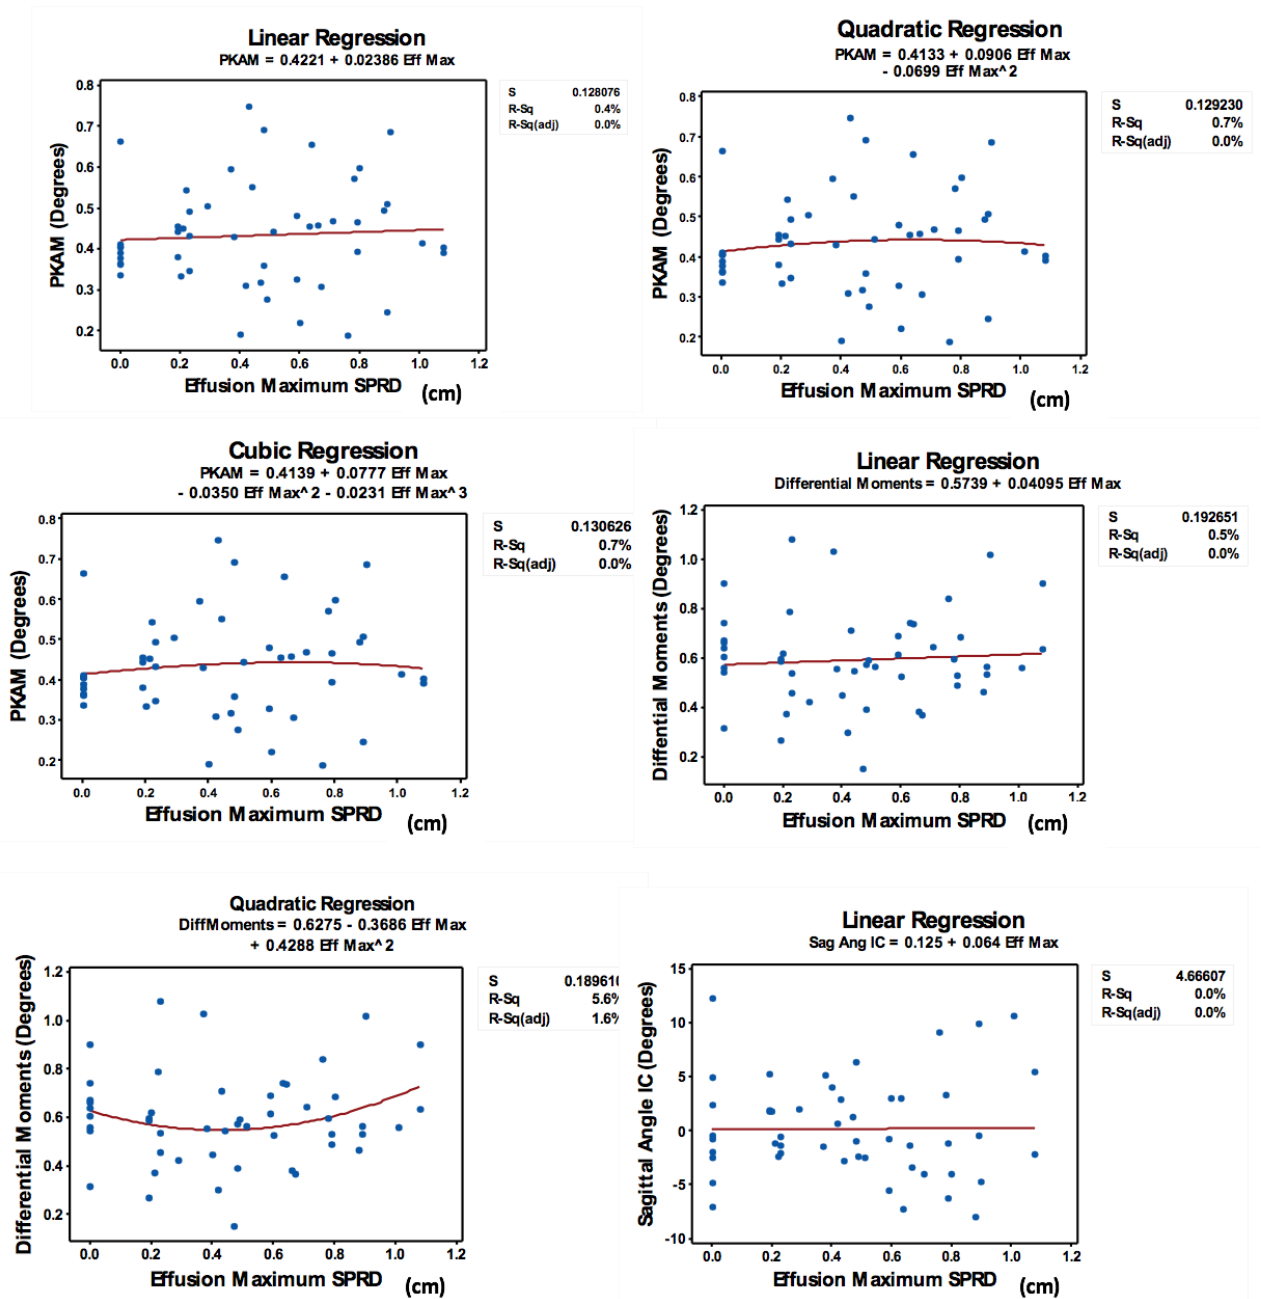 Linear Regression
PKAM = 0.4221 + 0.02386 Eff Max
S 0.128076
R-Sq 0.4%
R-Sq(adj) 0.0%
PKAM (Degrees)
0.8
0.7
0.6
0.5
0.4
0.3
0.2
0.0 0.2 0.4 0.6 0.8 1.0 1.2
Effusion Maximum SPRD (cm)
Quadratic Regression
PKAM = 0.4133 + 0.0906 Eff Max
- 0.0699 Eff Max^2
S 0.129230
R-Sq 0.7%
R-Sq(adj) 0.0%
PKAM (Degrees)
0.8
0.7
0.6
0.5
0.4
0.3
0.2
0.0 0.2 0.4 0.6 0.8 1.0 1.2
Effusion Maximum SPRD (cm)
Cubic Regression
PKAM = 0.4139 + 0.0777 Eff Max
- 0.0350 Eff Max^2 - 0.0231 Eff Max^3
S 0.130626
R-Sq 0.7%
R-Sq(adj) 0.0%
PKAM (Degrees)
0.8
0.7
0.6
0.5
0.4
0.3
0.2
0.0 0.2 0.4 0.6 0.8 1.0 1.2
Effusion Maximum SPRD (cm)
Linear Regression
Differential Moments = 0.5739 + 0.04095 Eff Max
S 0.192651
R-Sq 0.5%
R-Sq(adj) 0.0%
Diffential Moments (Degrees)
1.2
1.0
0.8
0.6
0.4
0.2
0.0 0.2 0.4 0.6 0.8 1.0 1.2
Effusion Maximum SPRD (cm)
Quadratic Regression
DiffMoments = 0.6275 - 0.3686 Eff Max
+ 0.4288 Eff Max^2
S 0.189610
R-Sq 5.6%
R-Sq(adj) 1.6%
Differential Moments (Degrees)
1.2
1.0
0.8
0.6
0.4
0.2
0.0 0.2 0.4 0.6 0.8 1.0 1.2
Effusion Maximum SPRD (cm)
Linear Regression
Sag Ang IC = 0.125 + 0.064 Eff Max
S 4.66607
R-Sq 0.0%
R-Sq(adj) 0.0%
Sagittal Angle IC (Degrees)
15
10
5
0
-5
-10
0.0 0.2 0.4 0.6 0.8 1.0 1.2
Effusion Maximum SPRD (cm)